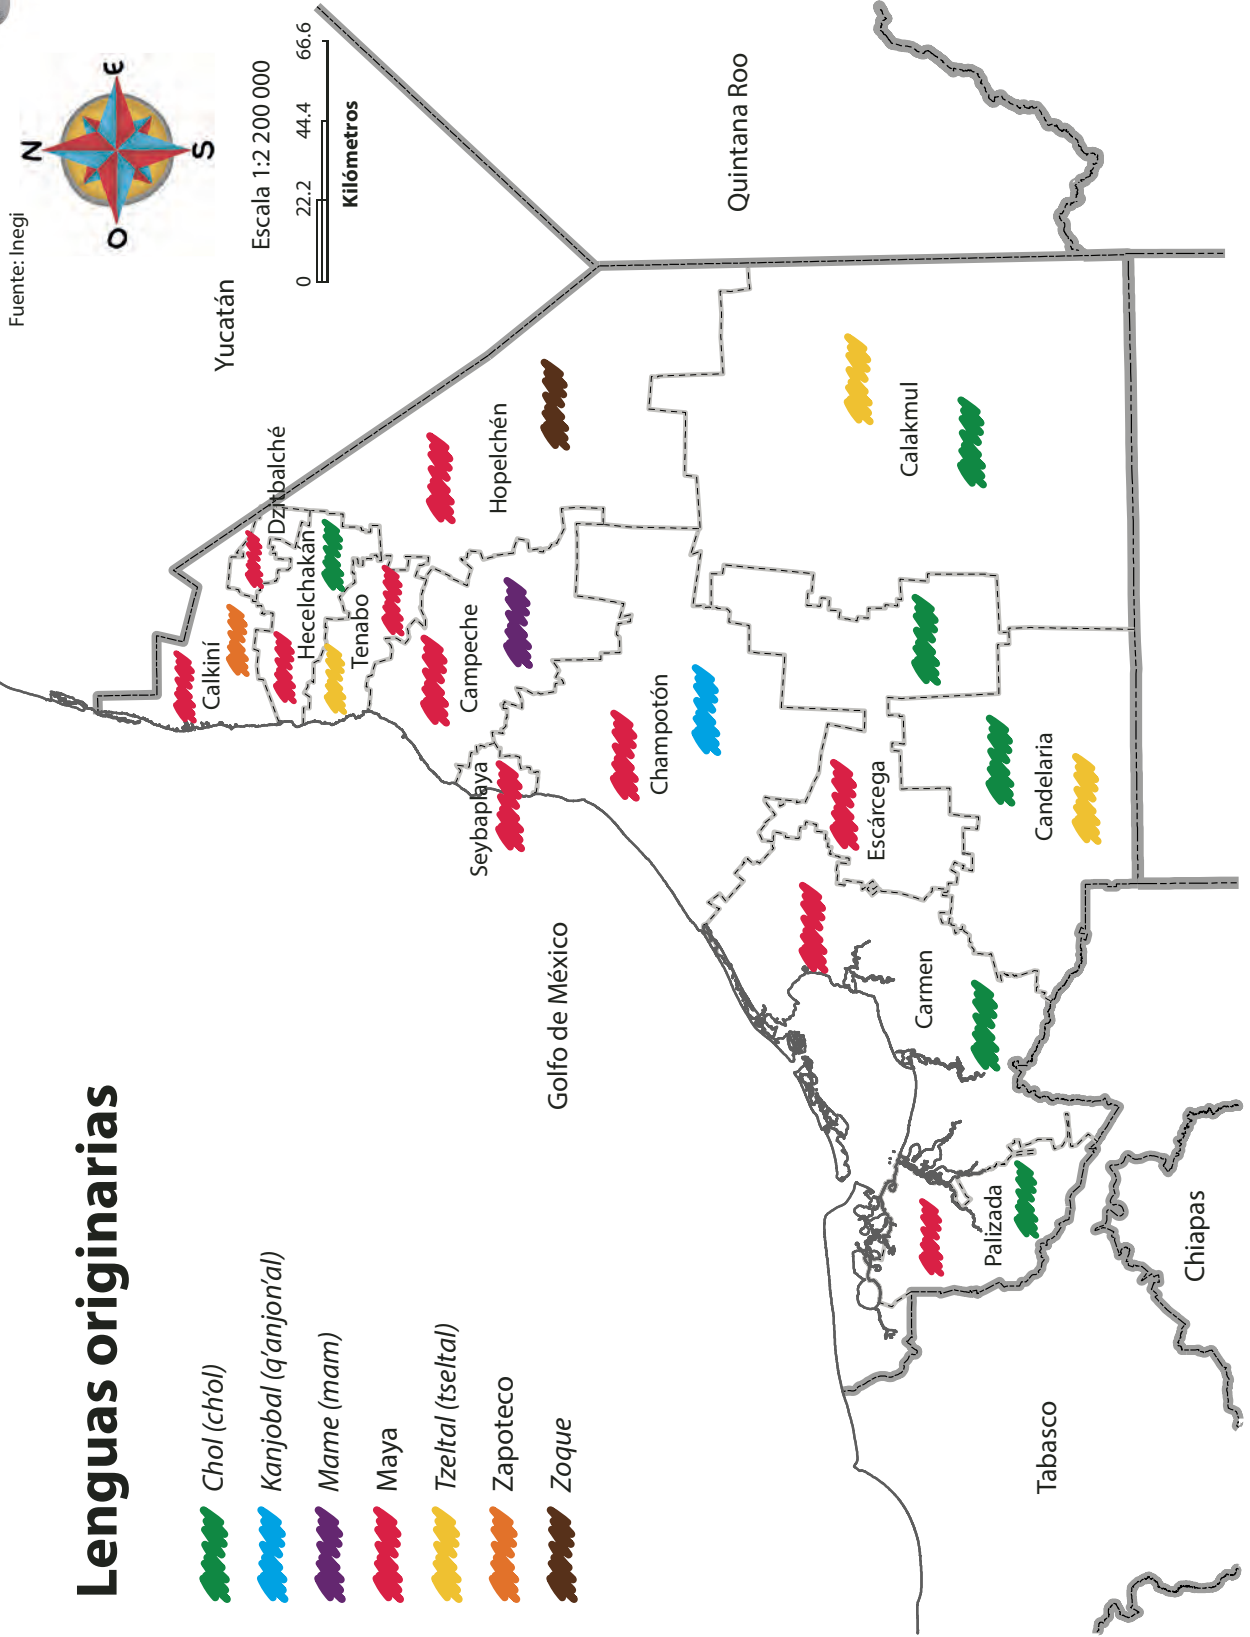 Lenguas originarias
Chol (ch'ol)
Kanjobal (q'anjon'al)
Mame (mam)
Maya
Tzeltal (tseltal)
Zapoteco
Zoque
Fuente: Inegi
N
O
E
S
Escala 1:2 200 000
0 22.2 44.4 66.6
Kilómetros
Yucatán
Dzitbalché
Calkiní
Hecelchakán
Tenabo
Hopelchén
Campeche
Seybaplaya
Champotón
Golfo de México
Quintana Roo
Escárcega
Calakmul
Carmen
Candelaria
Palizada
Tabasco
Chiapas